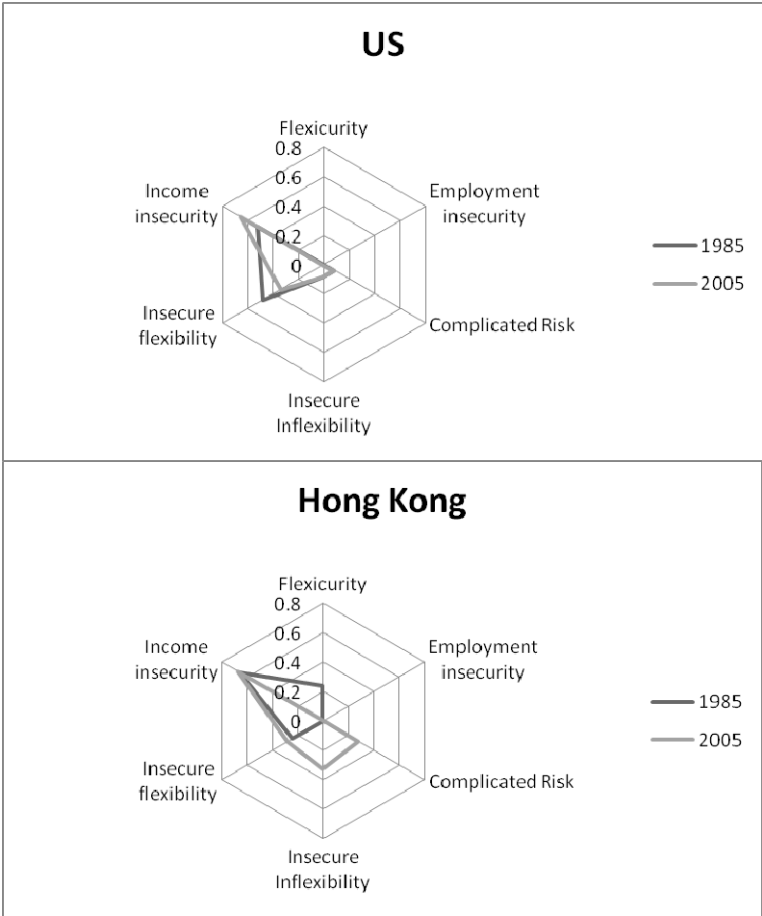 US
Flexicurity
0.8
0.6
0.4
0.2
0
Income
insecurity
Employment
insecurity
1985
2005
Insecure
flexibility
Complicated Risk
Insecure
Inflexibility
Hong Kong
Flexicurity
0.8
0.6
0.4
0.2
0
Income
insecurity
Employment
insecurity
1985
2005
Insecure
flexibility
Complicated Risk
Insecure
Inflexibility